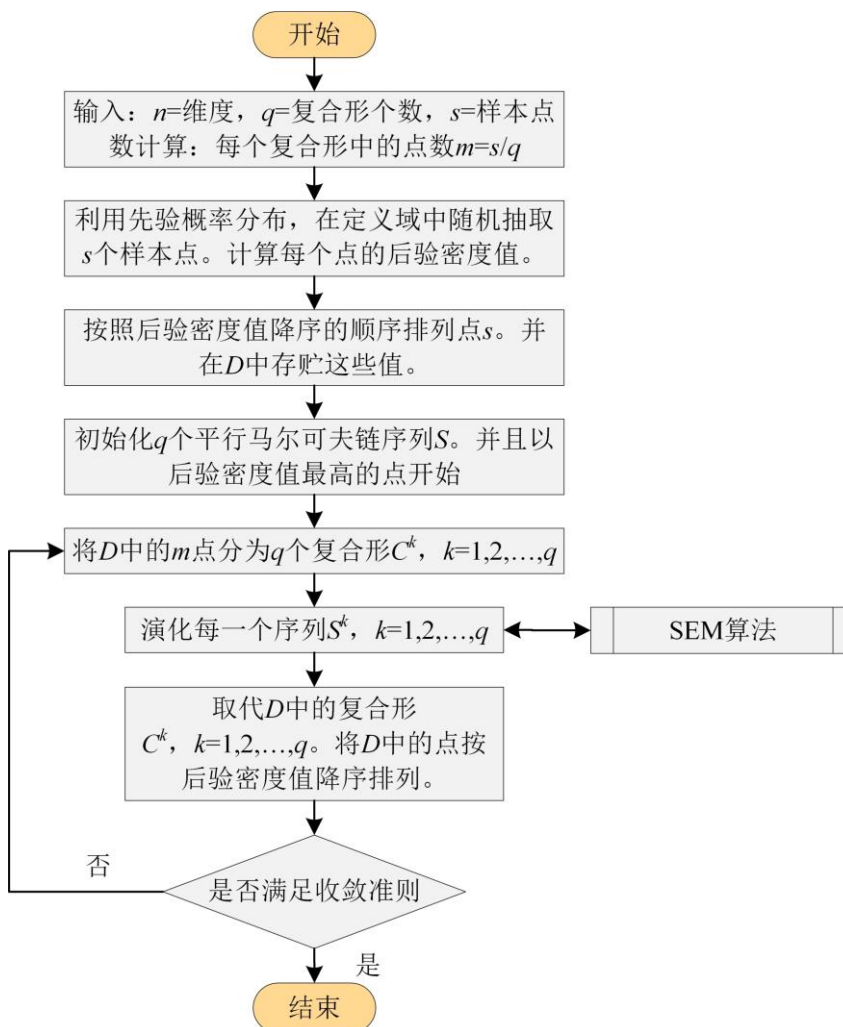 开始
输入：n=维度，q=复合形个数，s=样本点
数计算：每个复合形中的点数m=s/q
利用先验概率分布，在定义域中随机抽取
s个样本点。计算每个点的后验密度值。
按照后验密度值降序的顺序排列点s。并
在D中存贮这些值。
初始化q个平行马尔可夫链序列S。并且以
后验密度值最高的点开始
将D中的m点分为q个复合形C^k，k=1,2,…,q
演化每一个序列S^k，k=1,2,…,q
SEM算法
取代D中的复合形
C^k，k=1,2,…,q。将D中的点按
后验密度值降序排列。
否
是否满足收敛准则
是
结束